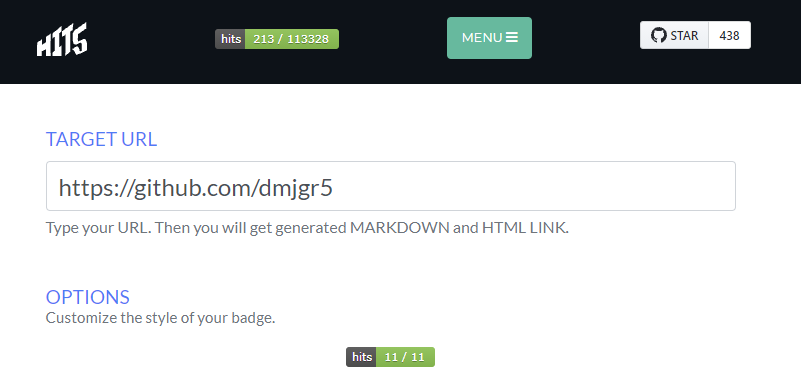 HITS
hits 213 / 113328
MENU
STAR 438
TARGET URL
https://github.com/dmjgr5
Type your URL. Then you will get generated MARKDOWN and HTML LINK.
OPTIONS
Customize the style of your badge.
hits 11 / 11